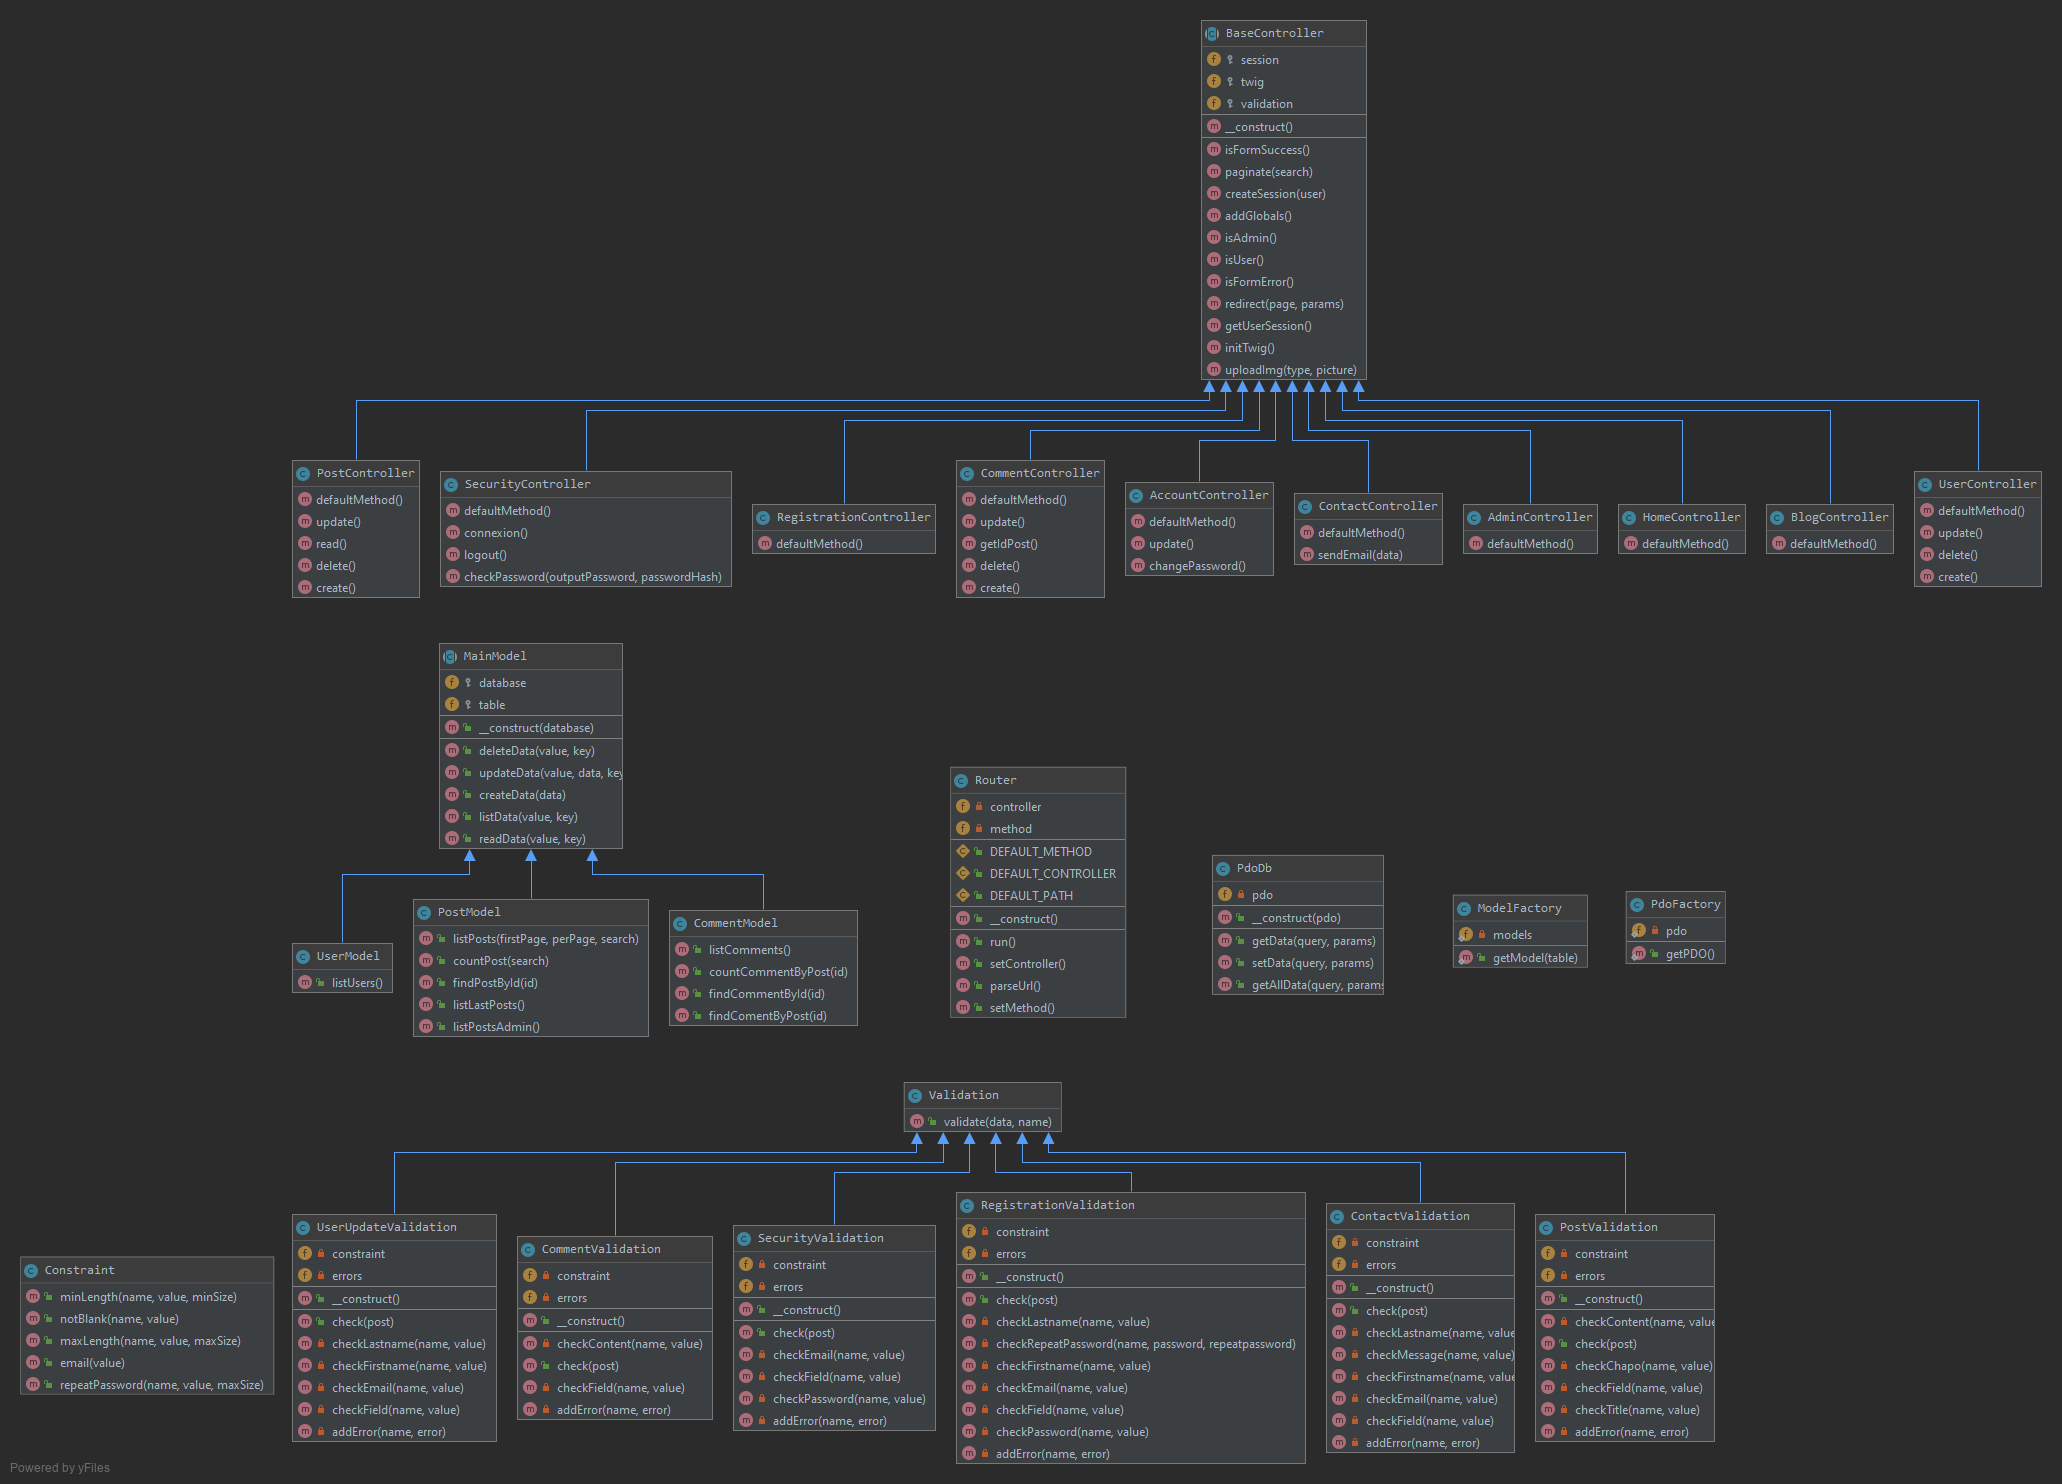 BaseController
session
twig
validation
__construct()
isFormSuccess()
paginate(search)
createSession(user)
addGlobals()
isAdmin()
isUser()
isFormError()
redirect(page, params)
getUserSession()
initTwig()
uploadImg(type, picture)
PostController
defaultMethod()
update()
read()
delete()
create()
SecurityController
defaultMethod()
connexion()
logout()
checkPassword(outputPassword, passwordHash)
RegistrationController
defaultMethod()
CommentController
defaultMethod()
update()
getIdPost()
delete()
create()
AccountController
defaultMethod()
update()
changePassword()
ContactController
defaultMethod()
sendEmail(data)
AdminController
defaultMethod()
HomeController
defaultMethod()
BlogController
defaultMethod()
UserController
defaultMethod()
update()
delete()
create()
MainModel
database
table
__construct(database)
deleteData(value, key)
updateData(value, data, key
createData(data)
listData(value, key)
readData(value, key)
UserModel
listUsers()
PostModel
listPosts(firstPage, perPage, search)
countPost(search)
findPostById(id)
listLastPosts()
listPostsAdmin()
CommentModel
listComments()
countCommentByPost(id)
findCommentById(id)
findComentByPost(id)
Router
controller
method
DEFAULT_METHOD
DEFAULT_CONTROLLER
DEFAULT_PATH
__construct()
run()
setController()
parseUrl()
setMethod()
PdoDb
pdo
__construct(pdo)
getData(query, params)
setData(query, params)
getAllData(query, params
ModelFactory
models
getModel(table)
PdoFactory
pdo
getPDO()
Validation
validate(data, name)
Constraint
minLength(name, value, minSize)
notBlank(name, value)
maxLength(name, value, maxSize)
email(value)
repeatPassword(name, value, maxSize)
UserUpdateValidation
constraint
errors
__construct()
check(post)
checkLastname(name, value)
checkFirstname(name, value)
checkEmail(name, value)
checkField(name, value)
addError(name, error)
CommentValidation
constraint
errors
__construct()
checkContent(name, value)
check(post)
checkField(name, value)
addError(name, error)
SecurityValidation
constraint
errors
__construct()
check(post)
checkEmail(name, value)
checkField(name, value)
checkPassword(name, value)
addError(name, error)
RegistrationValidation
constraint
errors
__construct()
check(post)
checkLastname(name, value)
checkRepeatPassword(name, password, repeatpassword)
checkFirstname(name, value)
checkEmail(name, value)
checkField(name, value)
checkPassword(name, value)
addError(name, error)
ContactValidation
constraint
errors
__construct()
check(post)
checkLastname(name, value
checkMessage(name, value)
checkFirstname(name, value
checkEmail(name, value)
checkField(name, value)
addError(name, error)
PostValidation
constraint
errors
__construct()
checkContent(name, value
check(post)
checkChapo(name, value)
checkField(name, value)
checkTitle(name, value)
addError(name, error)
Powered by yFiles